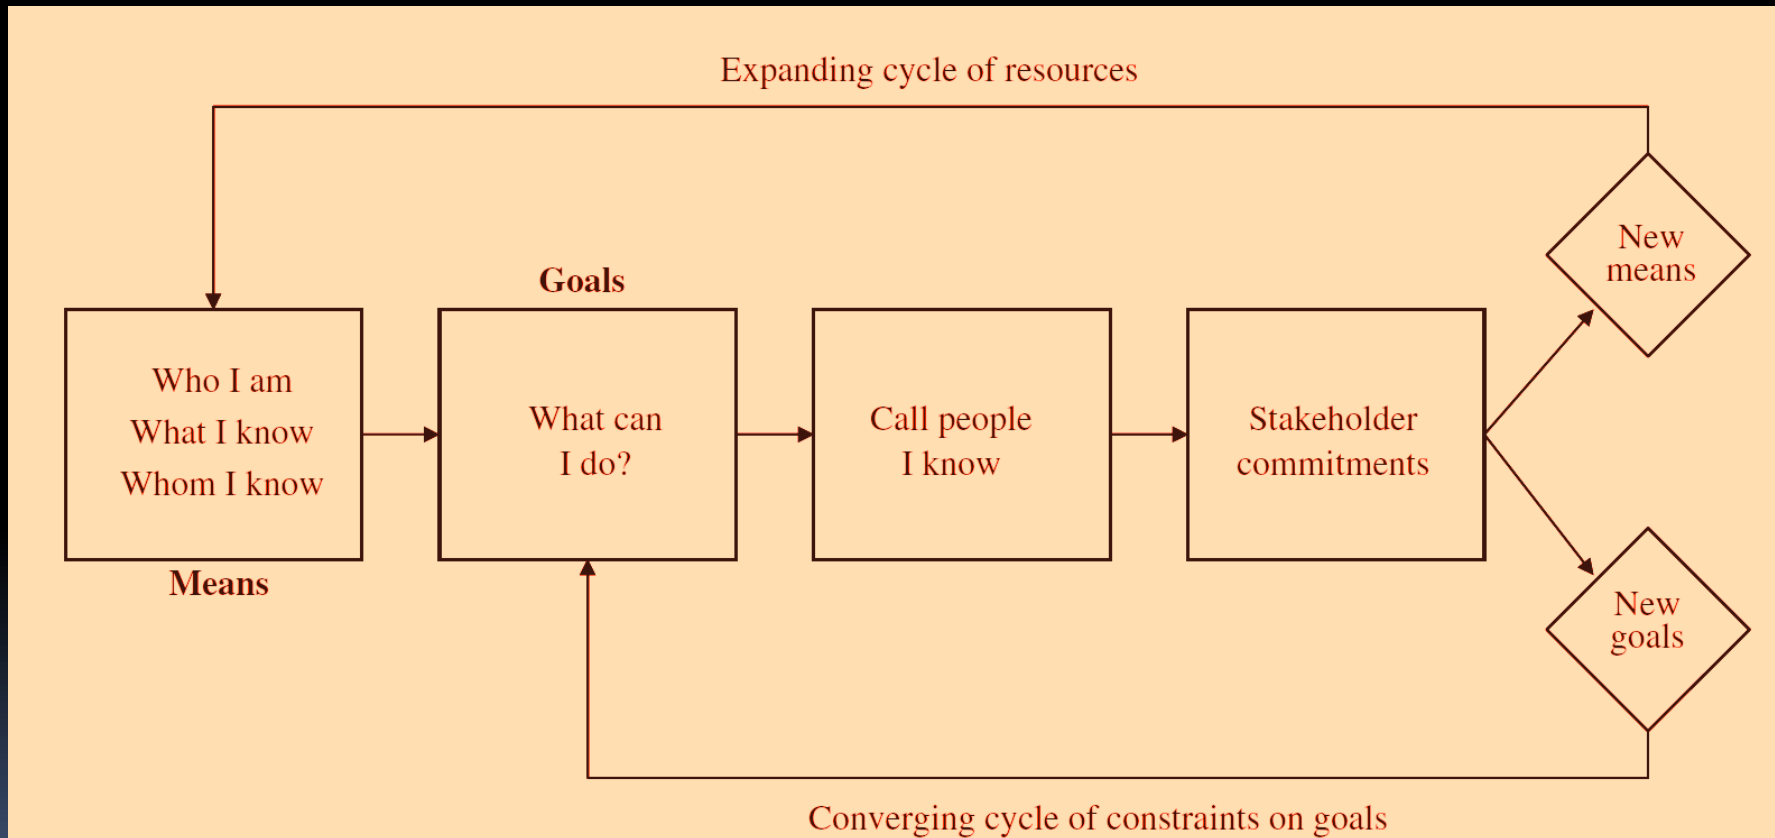 Expanding cycle of resources
Goals
Who I am
What I know
Whom I know
Means
What can
I do?
Call people
I know
Stakeholder
commitments
New
means
New
goals
Converging cycle of constraints on goals